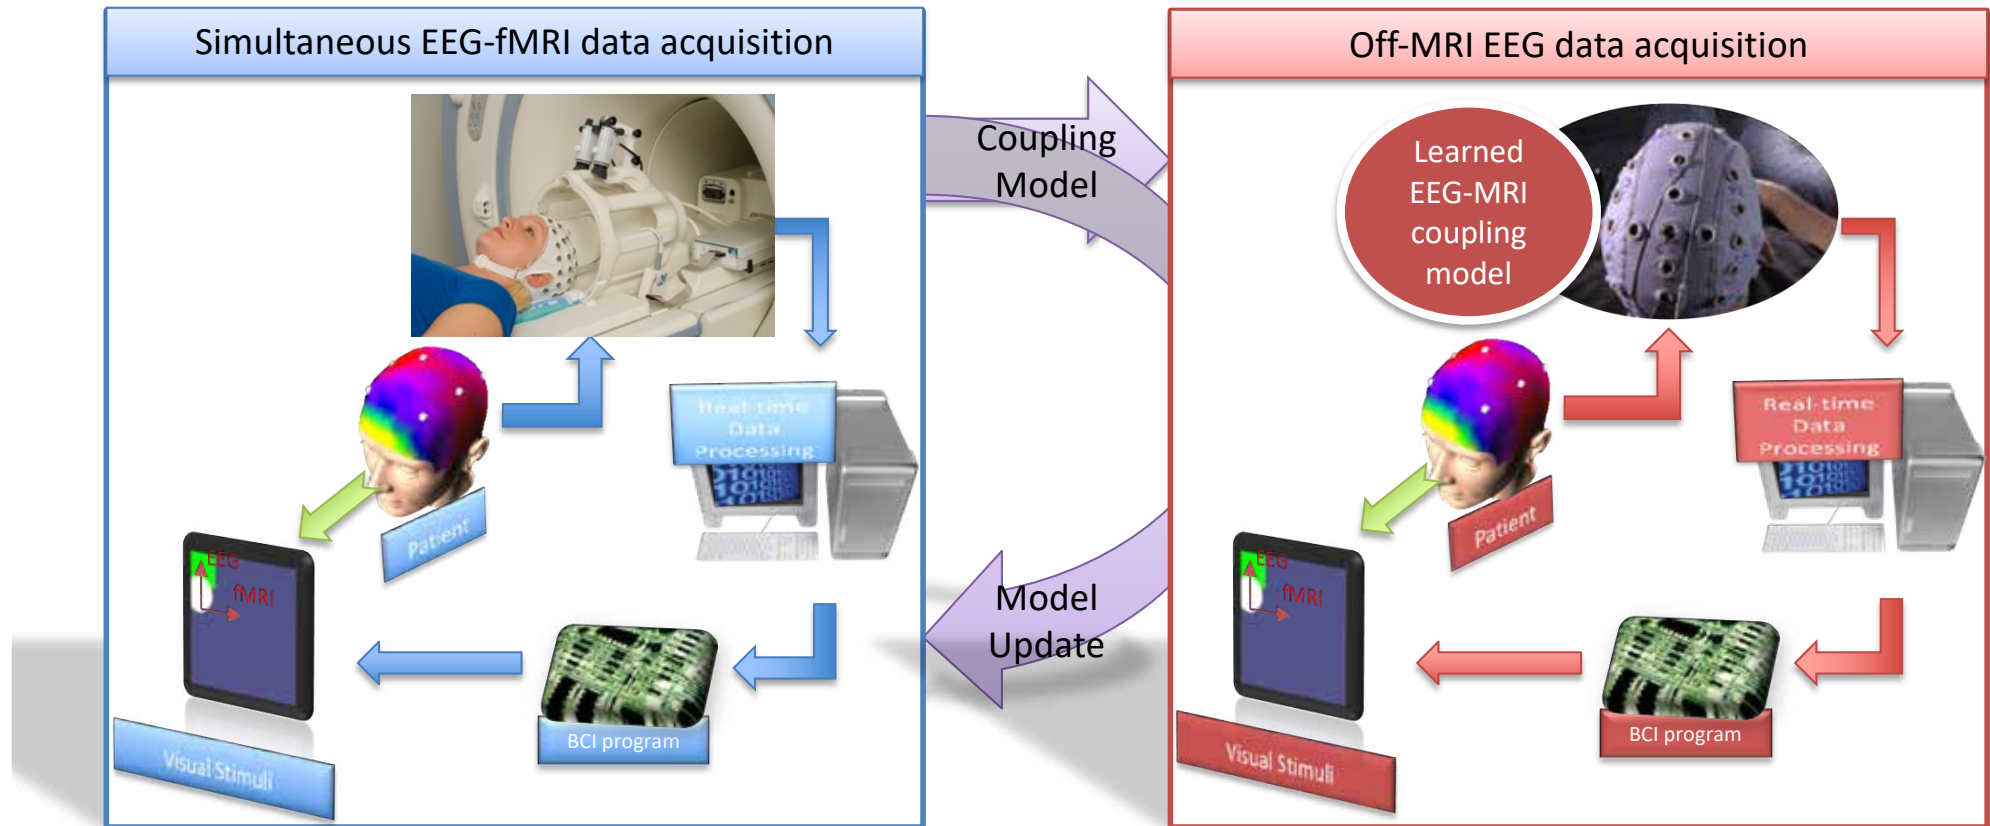 Simultaneous EEG-fMRI data acquisition
Real-time
Data
Processing
Patient
EEG
fMRI
BCI program
Visual Stimuli
Coupling
Model
Model
Update
Off-MRI EEG data acquisition
Learned
EEG-MRI
coupling
model
Real-time
Data
Processing
Patient
EEG
fMRI
BCI program
Visual Stimuli